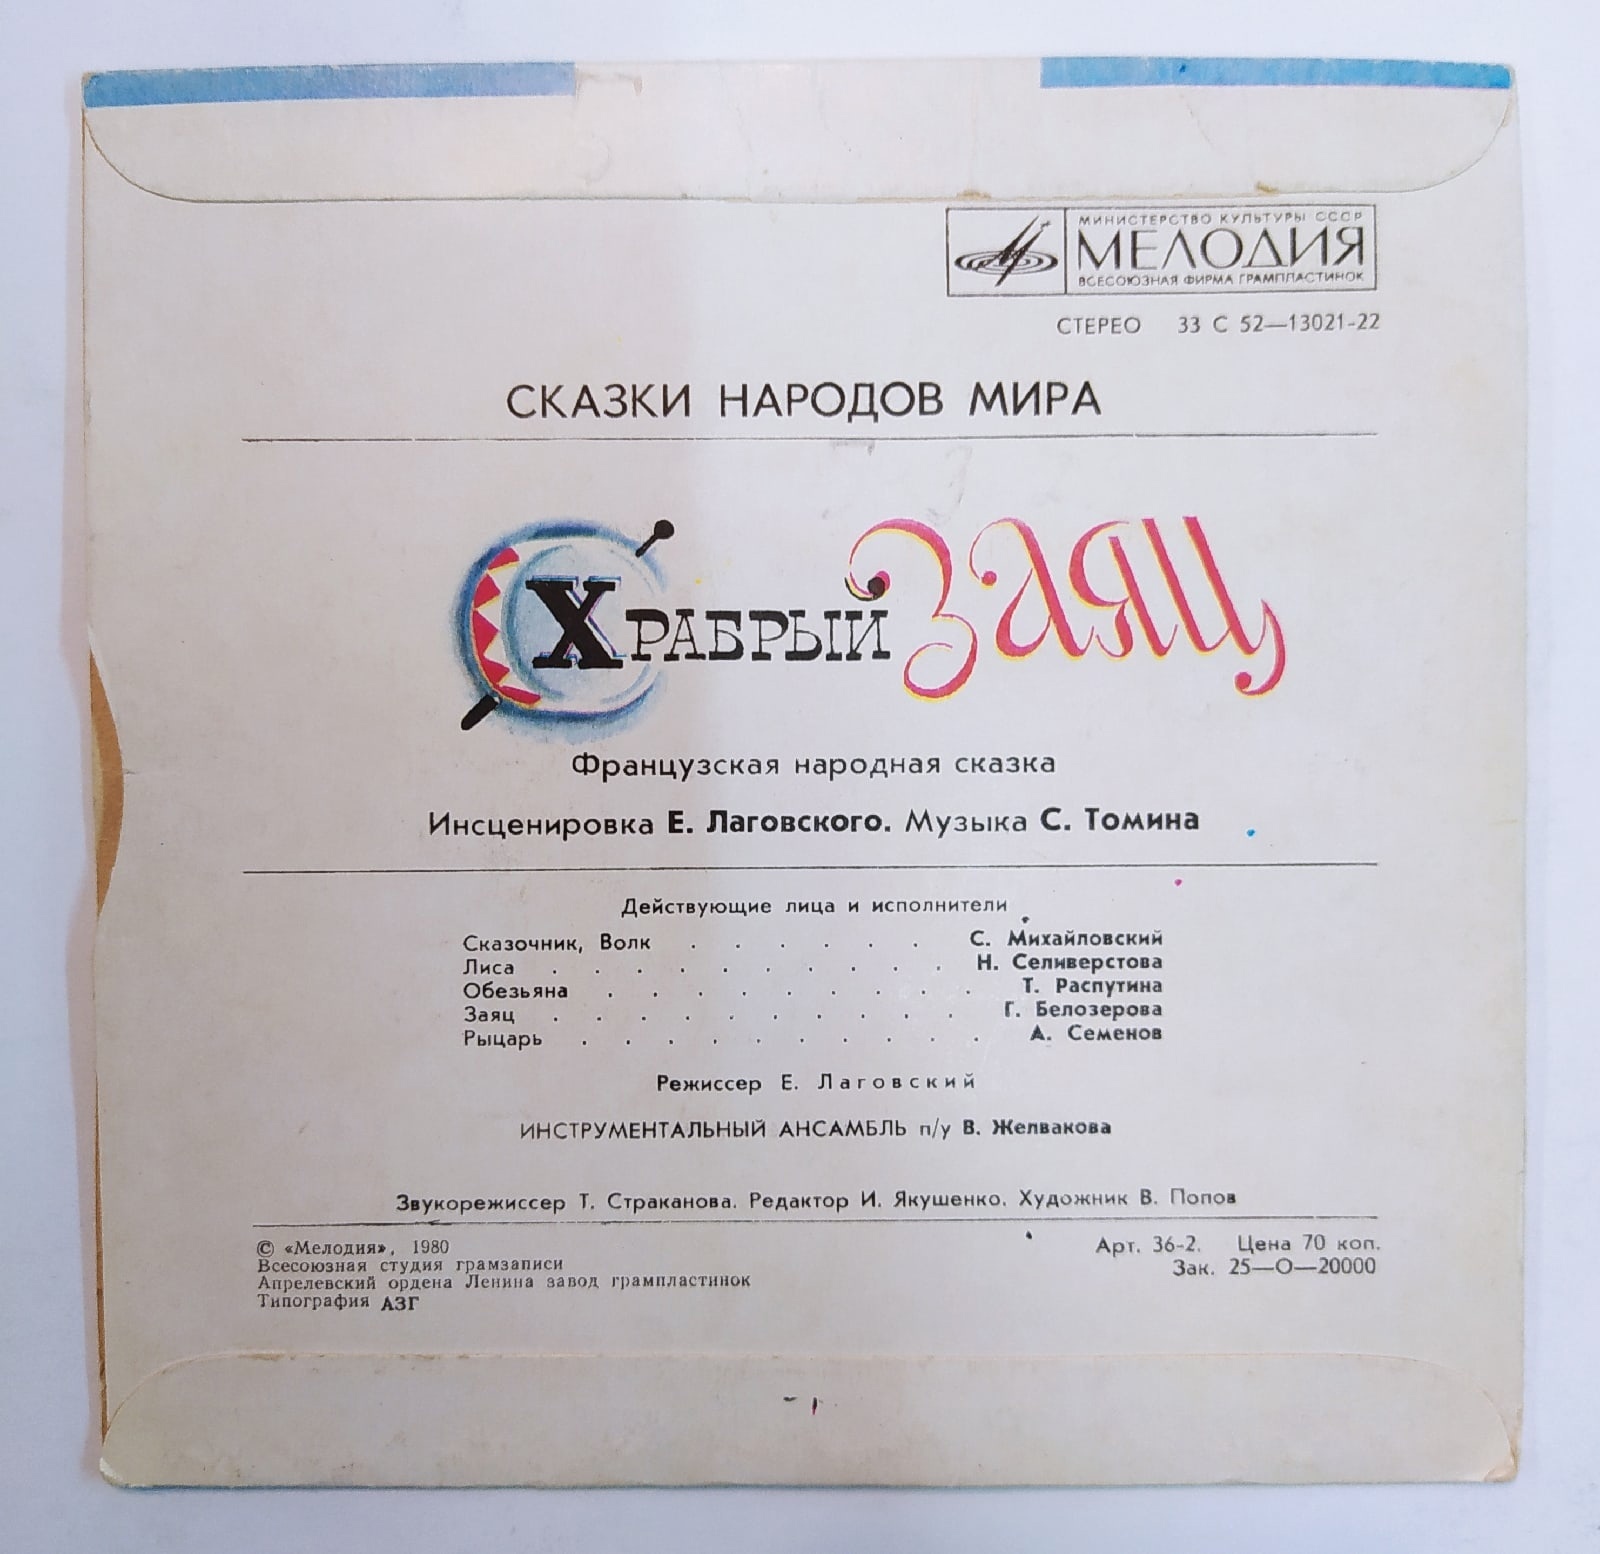 МИНИСТЕРСТВО КУЛЬТУРЫ СССР
МЕЛОДИЯ
ВСЕСОЮЗНАЯ ФИРМА ГРАМПЛАСТИНОК
СТЕРЕО 33 С 52—13021-22
СКАЗКИ НАРОДОВ МИРА
ХРАБРЫЙ ЗАЯЦ
Французская народная сказка
Инсценировка Е. Лаговского. Музыка С. Томина
Действующие лица и исполнители
Сказочник, Волк . . . . . . С. Михайловский
Лиса . . . . . . . . . . Н. Селиверстова
Обезьяна . . . . . . . . . Т. Распутина
Заяц . . . . . . . . . . Г. Белозерова
Рыцарь . . . . . . . . . . А. Семенов
Режиссер Е. Лаговский
ИНСТРУМЕНТАЛЬНЫЙ АНСАМБЛЬ п/у В. Желвакова
Звукорежиссер Т. Страканова. Редактор И. Якушенко. Художник В. Попов
© «Мелодия», 1980
Всесоюзная студия грамзаписи
Апрелевский ордена Ленина завод грампластинок
Типография АЗГ
Арт. 36-2. Цена 70 коп.
Зак. 25—О—20000